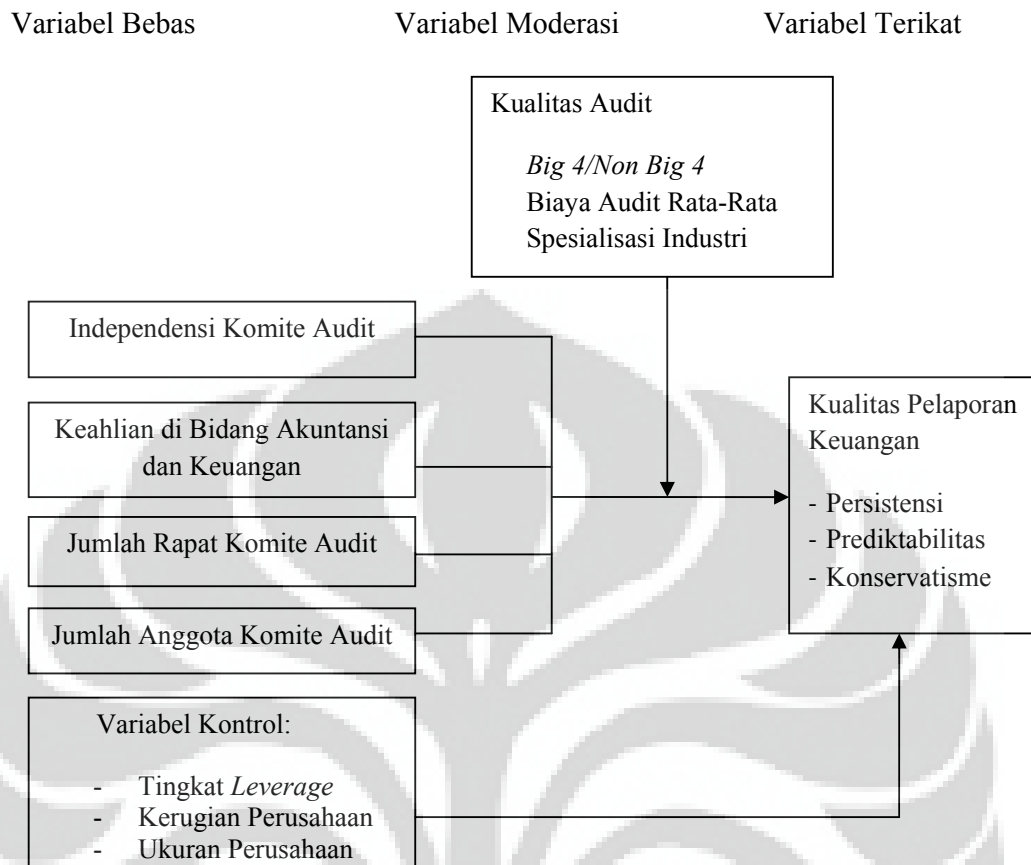 Variabel Bebas
Variabel Moderasi
Variabel Terikat
Kualitas Audit
Big 4/Non Big 4
Biaya Audit Rata-Rata
Spesialisasi Industri
Independensi Komite Audit
Keahlian di Bidang Akuntansi
dan Keuangan
Jumlah Rapat Komite Audit
Jumlah Anggota Komite Audit
Kualitas Pelaporan
Keuangan
- Persistensi
- Prediktabilitas
- Konservatisme
Variabel Kontrol:
- Tingkat Leverage
- Kerugian Perusahaan
- Ukuran Perusahaan